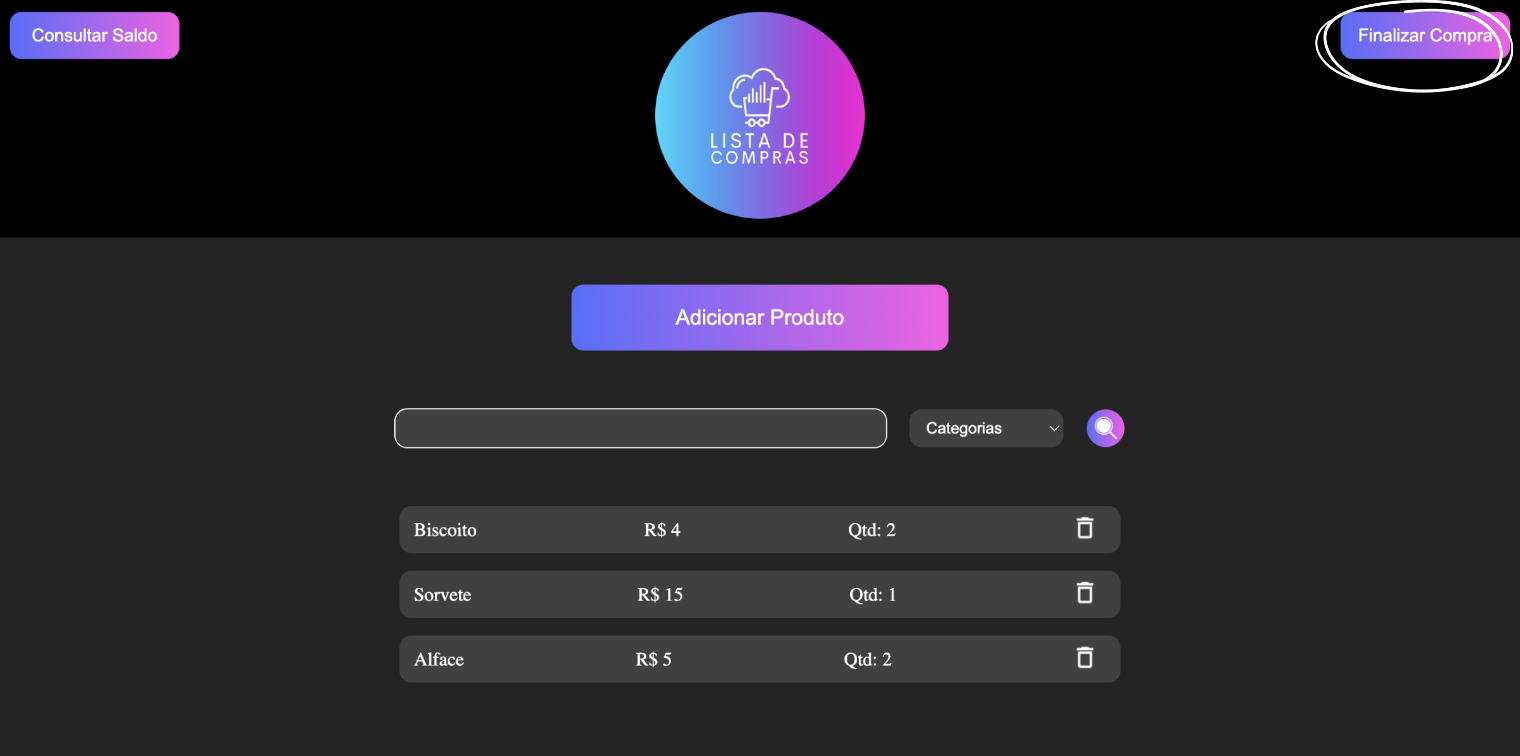 Consultar Saldo
Finalizar Compra
LISTA DE
COMPRAS
Adicionar Produto
Categorias
Biscoito R$ 4 Qtd: 2
Sorvete R$ 15 Qtd: 1
Alface R$ 5 Qtd: 2